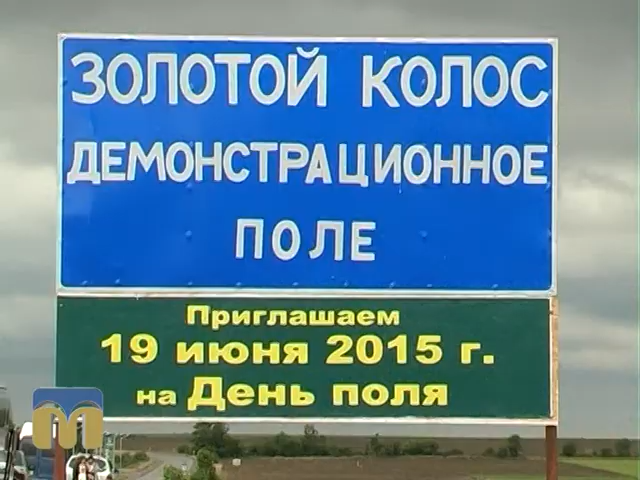 ЗОЛОТОЙ КОЛОС
ДЕМОНСТРАЦИОННОЕ
ПОЛЕ
Приглашаем
19 июня 2015 г.
на День поля
М